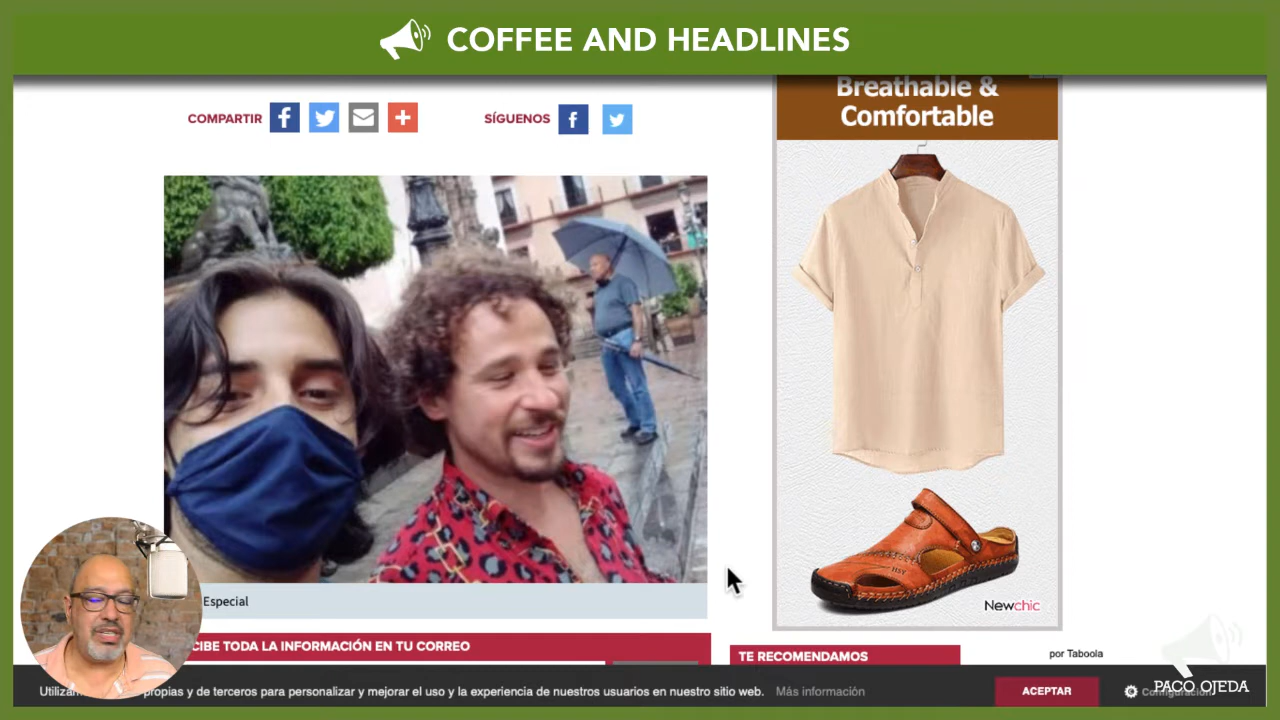 COFFEE AND HEADLINES
COMPARTIR
SÍGUENOS
Breathable &
Comfortable
Newchic
Especial
CIBE TODA LA INFORMACIÓN EN TU CORREO
TE RECOMENDAMOS
por Taboola
propias y de terceros para personalizar y mejorar el uso y la experiencia de nuestros usuarios en nuestro sitio web. Más información
ACEPTAR
PACO OJEDA